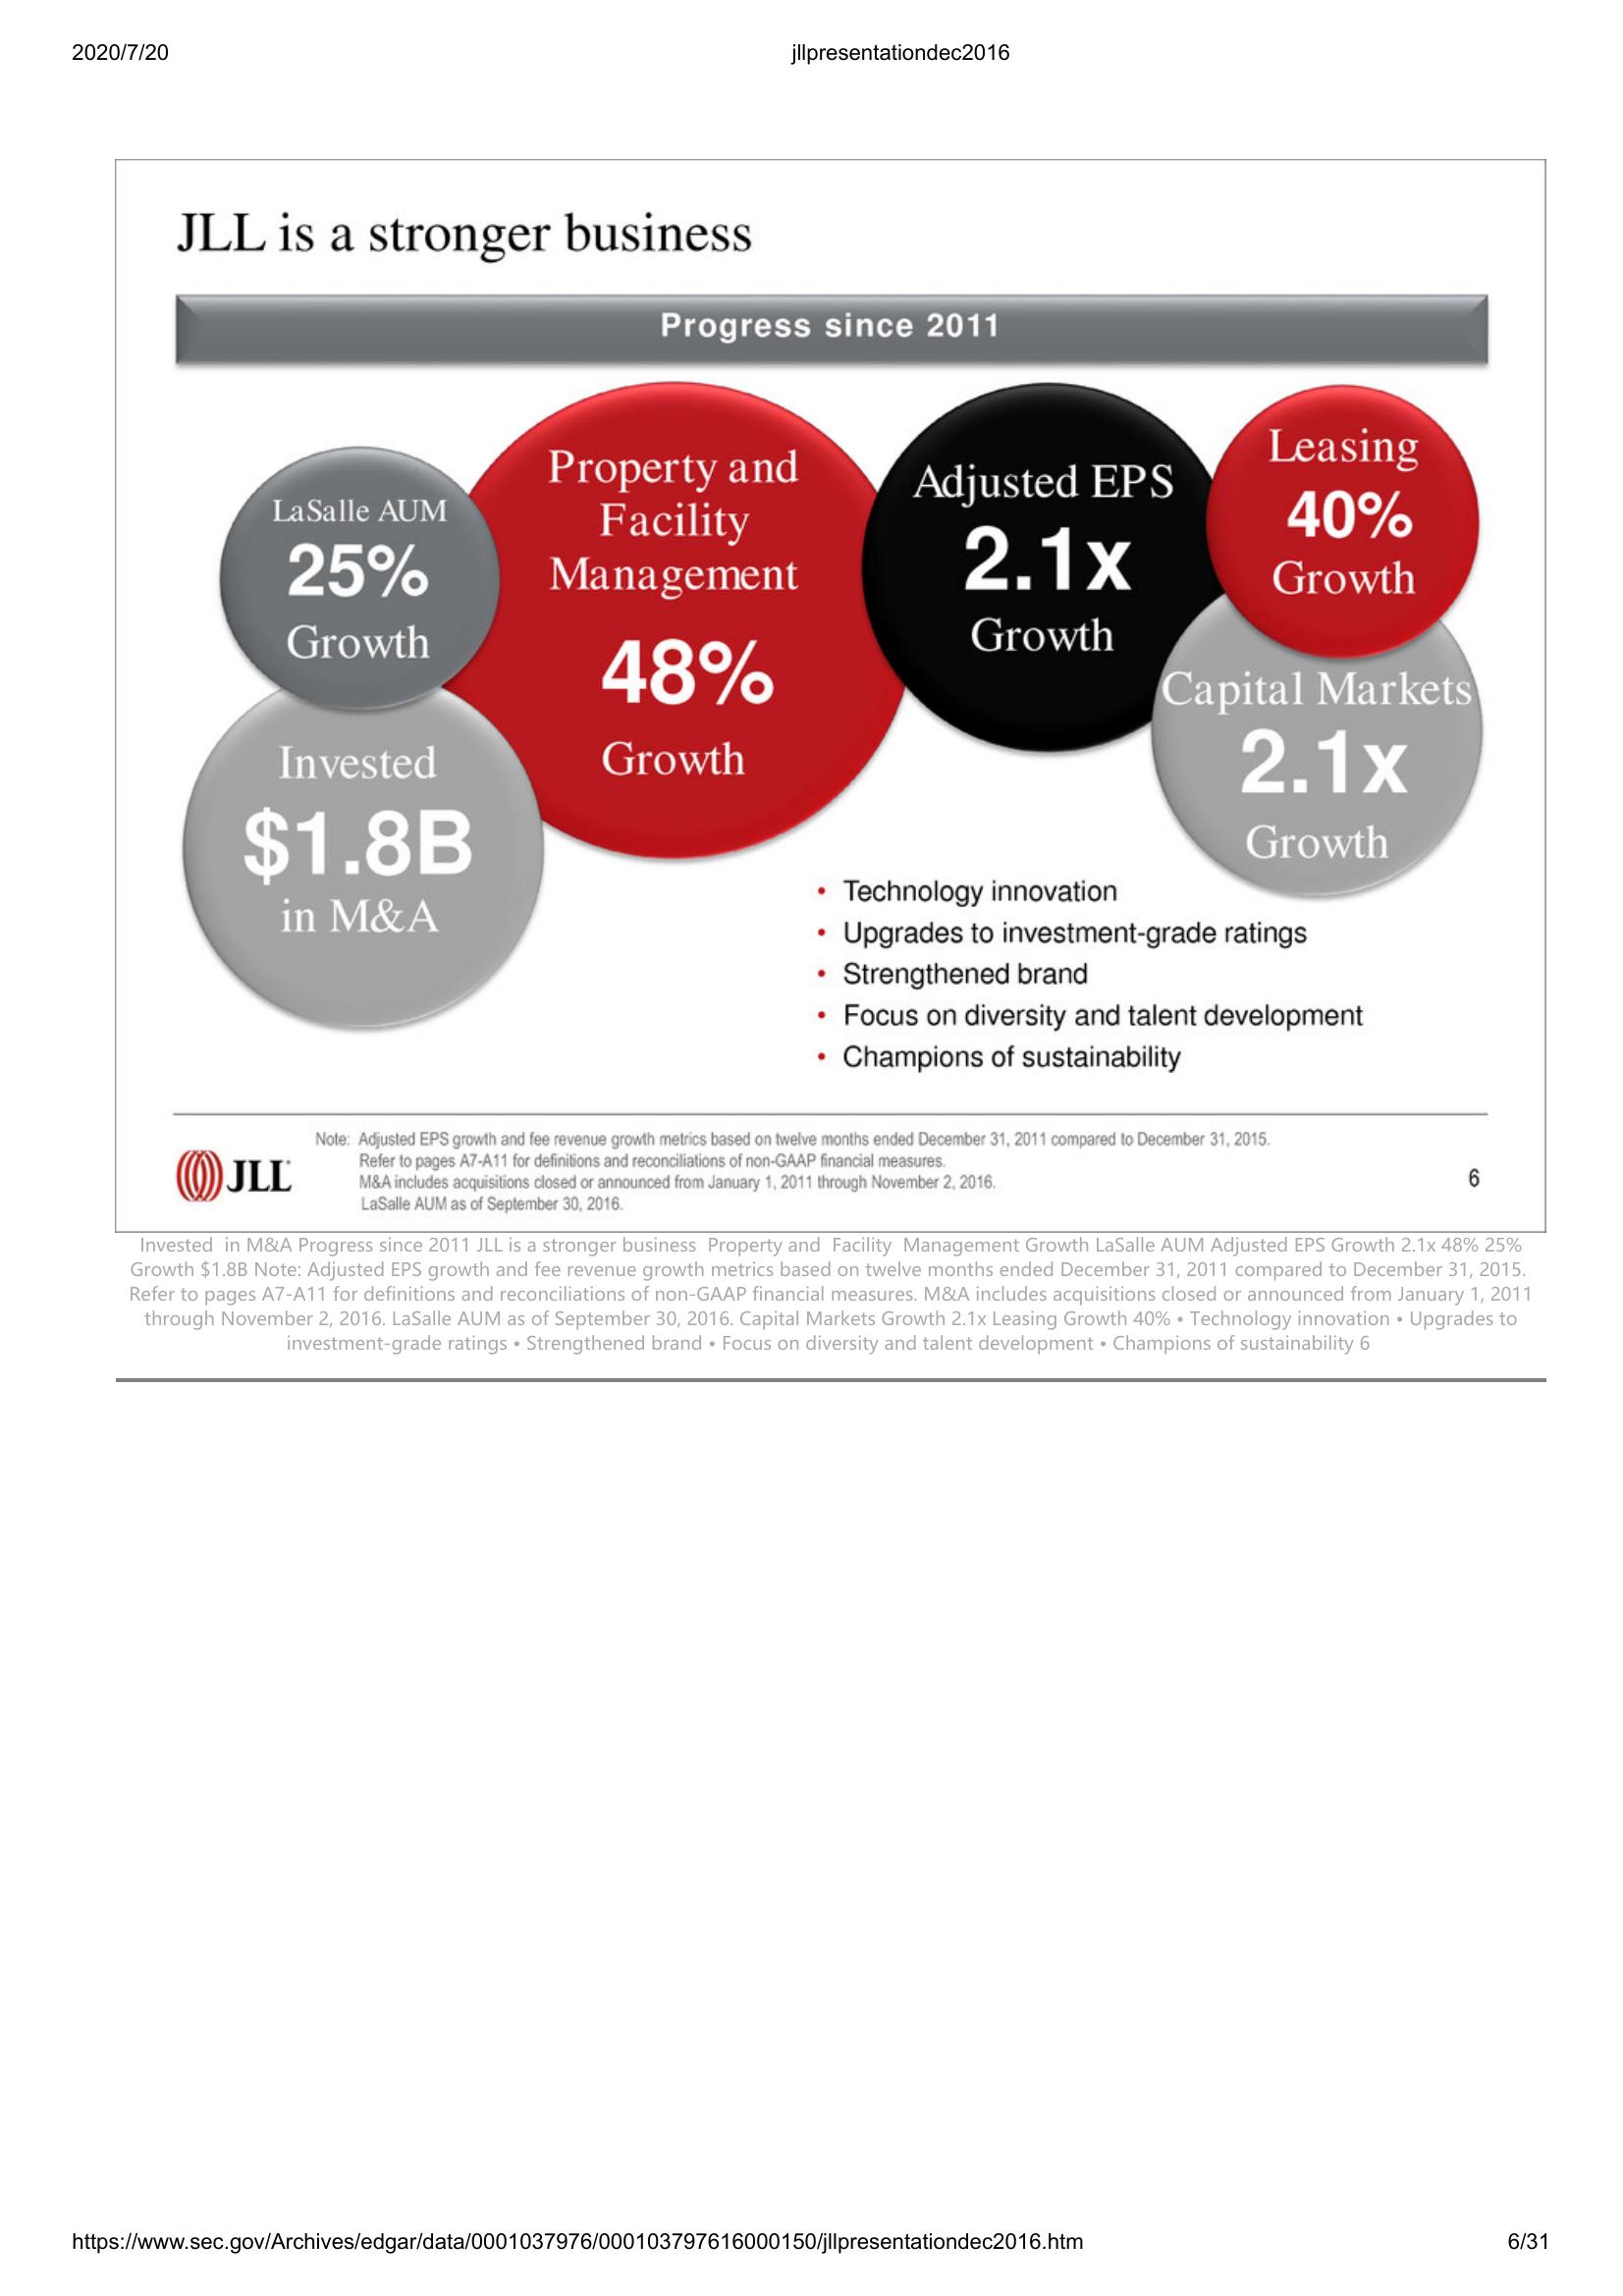 2020/7/20
jllpresentationdec2016
JLL is a stronger business
Progress since 2011
LaSalle AUM
25%
Growth
Property and
Facility
Management
48%
Growth
Adjusted EPS
2.1x
Growth
Leasing
40%
Growth
Capital Markets
2.1x
Growth
Invested
$1.8B
in M&A
• Technology innovation
• Upgrades to investment-grade ratings
• Strengthened brand
• Focus on diversity and talent development
• Champions of sustainability
JLL
Note: Adjusted EPS growth and fee revenue growth metrics based on twelve months ended December 31, 2011 compared to December 31, 2015.
Refer to pages A7-A11 for definitions and reconciliations of non-GAAP financial measures.
M&A includes acquisitions closed or announced from January 1, 2011 through November 2, 2016.
LaSalle AUM as of September 30, 2016.
6
Invested in M&A Progress since 2011 JLL is a stronger business Property and Facility Management Growth LaSalle AUM Adjusted EPS Growth 2.1x 48% 25%
Growth $1.8B Note: Adjusted EPS growth and fee revenue growth metrics based on twelve months ended December 31, 2011 compared to December 31, 2015.
Refer to pages A7-A11 for definitions and reconciliations of non-GAAP financial measures. M&A includes acquisitions closed or announced from January 1, 2011
through November 2, 2016. LaSalle AUM as of September 30, 2016. Capital Markets Growth 2.1x Leasing Growth 40% • Technology innovation • Upgrades to
investment-grade ratings • Strengthened brand • Focus on diversity and talent development • Champions of sustainability 6
https://www.sec.gov/Archives/edgar/data/0001037976/000103797616000150/jllpresentationdec2016.htm
6/31